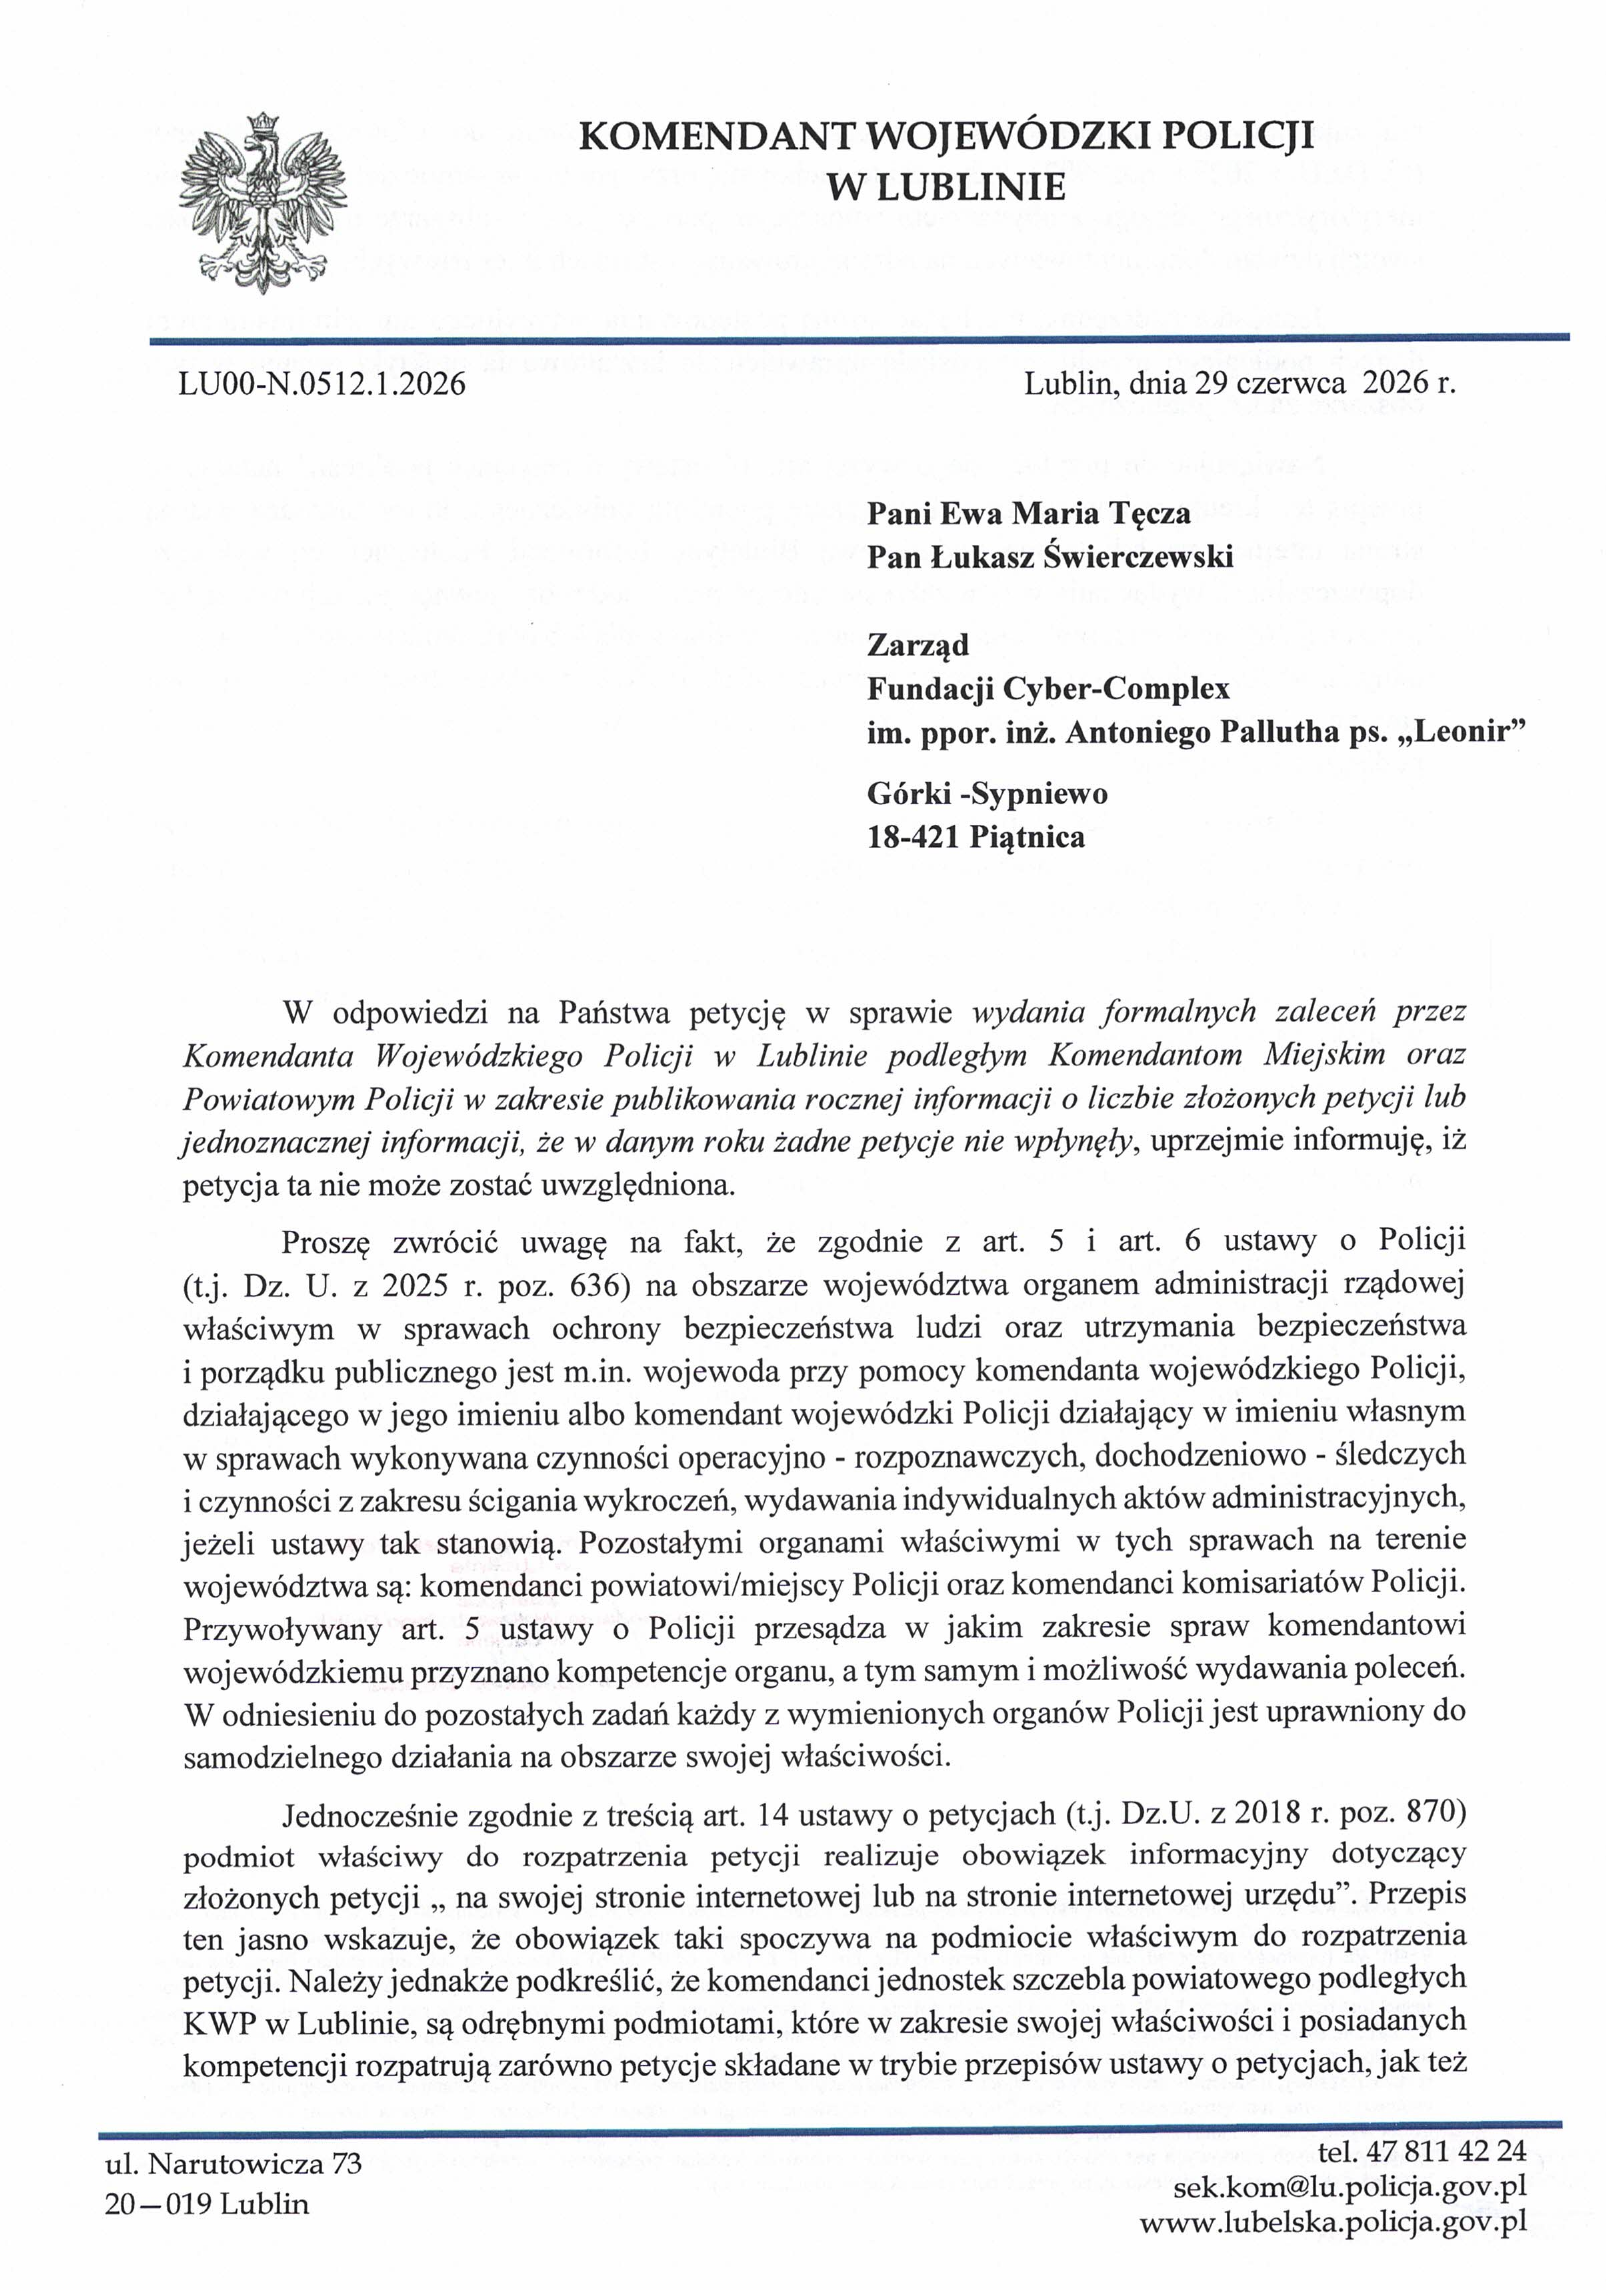 KOMENDANT WOJEWÓDZKI POLICJI
W LUBLINIE
LU00-N.0512.1.2026
Lublin, dnia 29 czerwca 2026 r.
Pani Ewa Maria Tęcza
Pan Łukasz Świerczewski
Zarząd
Fundacji Cyber-Complex
im. ppor. inż. Antoniego Pallutha ps. „Leonir”
Górki -Sypniewo
18-421 Piątnica
W odpowiedzi na Państwa petycję w sprawie wydania formalnych zaleceń przez
Komendanta Wojewódzkiego Policji w Lublinie podległym Komendantom Miejskim oraz
Powiatowym Policji w zakresie publikowania rocznej informacji o liczbie złożonych petycji lub
jednoznacznej informacji, że w danym roku żadne petycje nie wpłynęły, uprzejmie informuję, iż
petycja ta nie może zostać uwzględniona.
Proszę zwrócić uwagę na fakt, że zgodnie z art. 5 i art. 6 ustawy o Policji
(t.j. Dz. U. z 2025 r. poz. 636) na obszarze województwa organem administracji rządowej
właściwym w sprawach ochrony bezpieczeństwa ludzi oraz utrzymania bezpieczeństwa
i porządku publicznego jest m.in. wojewoda przy pomocy komendanta wojewódzkiego Policji,
działającego w jego imieniu albo komendant wojewódzki Policji działający w imieniu własnym
w sprawach wykonywana czynności operacyjno - rozpoznawczych, dochodzeniowo - śledczych
i czynności z zakresu ścigania wykroczeń, wydawania indywidualnych aktów administracyjnych,
jeżeli ustawy tak stanowią. Pozostałymi organami właściwymi w tych sprawach na terenie
województwa są: komendanci powiatowi/miejscy Policji oraz komendanci komisariatów Policji.
Przywoływany art. 5 ustawy o Policji przesądza w jakim zakresie spraw komendantowi
wojewódzkiemu przyznano kompetencje organu, a tym samym i możliwość wydawania poleceń.
W odniesieniu do pozostałych zadań każdy z wymienionych organów Policji jest uprawniony do
samodzielnego działania na obszarze swojej właściwości.
Jednocześnie zgodnie z treścią art. 14 ustawy o petycjach (t.j. Dz.U. z 2018 r. poz. 870)
podmiot właściwy do rozpatrzenia petycji realizuje obowiązek informacyjny dotyczący
złożonych petycji „ na swojej stronie internetowej lub na stronie internetowej urzędu”. Przepis
ten jasno wskazuje, że obowiązek taki spoczywa na podmiocie właściwym do rozpatrzenia
petycji. Należy jednakże podkreślić, że komendanci jednostek szczebla powiatowego podległych
KWP w Lublinie, są odrębnymi podmiotami, które w zakresie swojej właściwości i posiadanych
kompetencji rozpatrują zarówno petycje składane w trybie przepisów ustawy o petycjach, jak też
ul. Narutowicza 73
20 – 019 Lublin
tel. 47 811 42 24
sek.kom@lu.policja.gov.pl
www.lubelska.policja.gov.pl